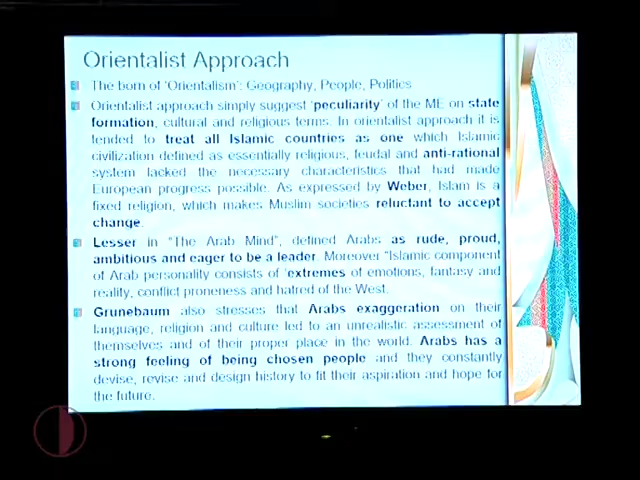 Orientalist Approach
The born of 'Orientalism': Geography, People, Politics
Orientalist approach simply suggest 'peculiarity' of the ME on state
formation, cultural and religious terms. In orientalist approach it is
tended to treat all Islamic countries as one which Islamic
civilization defined as essentially religious, feudal and anti-rational
system lacked the necessary characteristics that had made
European progress possible. As expressed by Weber, Islam is a
fixed religion, which makes Muslim societies reluctant to accept
change.
Lesser in "The Arab Mind", defined Arabs as rude, proud,
ambitious and eager to be a leader. Moreover "Islamic component
of Arab personality consists of 'extremes of emotions, fantasy and
reality, conflict proneness and hatred of the West.
Grunebaum also stresses that Arabs exaggeration on their
language, religion and culture led to an unrealistic assessment of
themselves and of their proper place in the world. Arabs has a
strong feeling of being chosen people and they constantly
devise, revise and design history to fit their aspiration and hope for
the future.